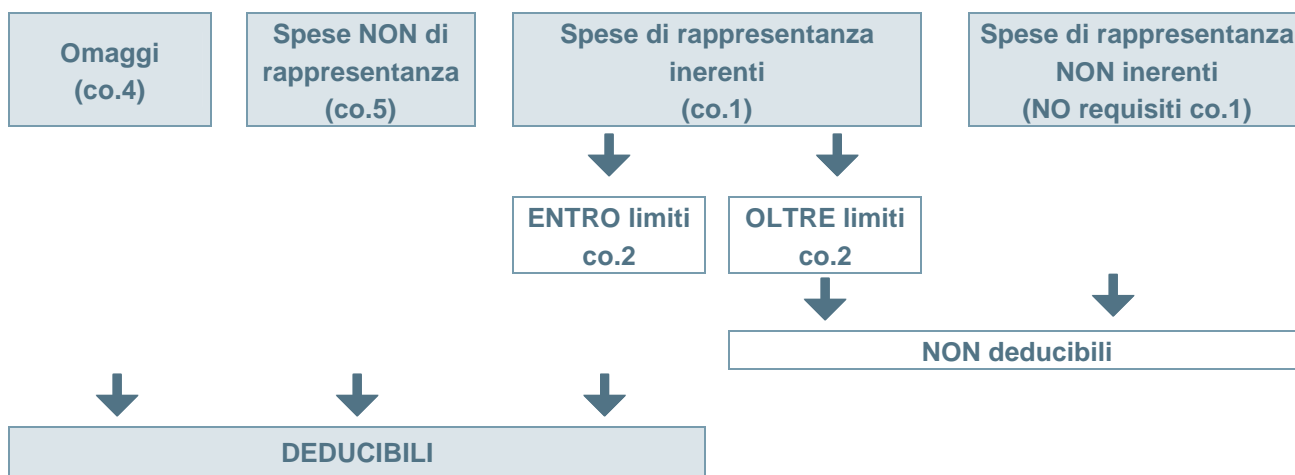 Omaggi
(co.4)
Spese NON di
rappresentanza
(co.5)
Spese di rappresentanza
inerenti
(co.1)
Spese di rappresentanza
NON inerenti
(NO requisiti co.1)
ENTRO limiti
co.2
OLTRE limiti
co.2
NON deducibili
DEDUCIBILI